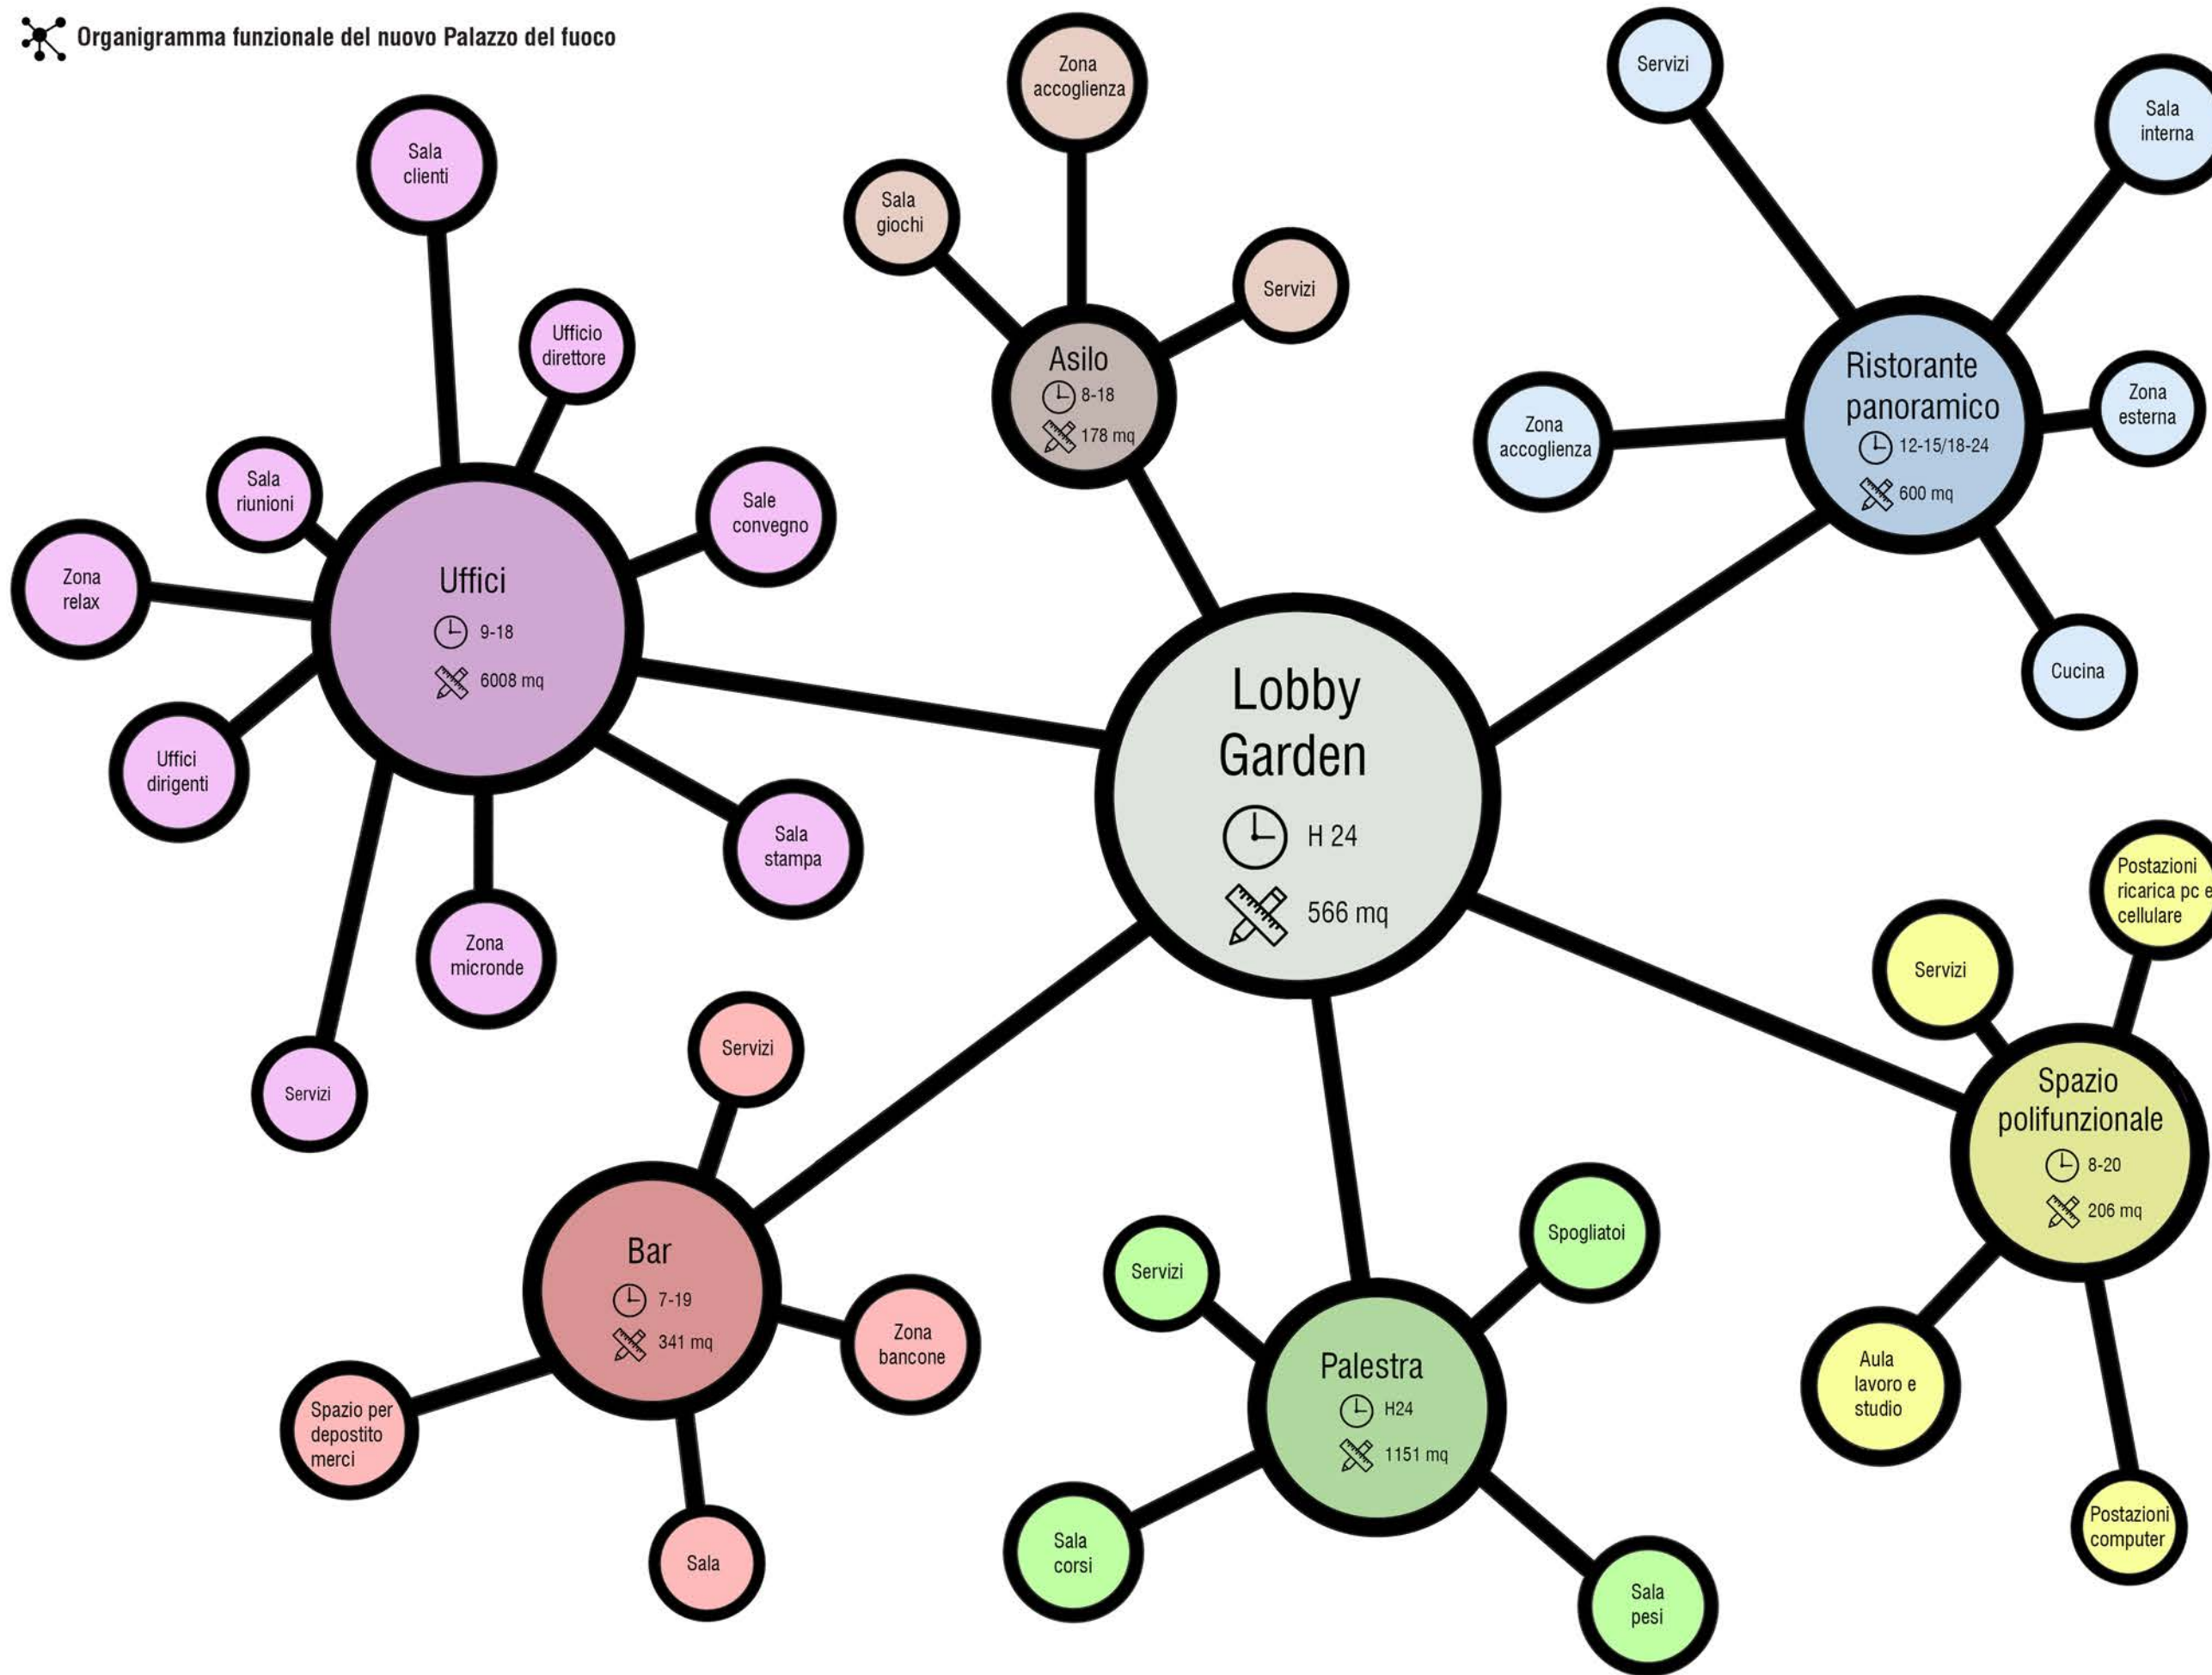 Organigramma funzionale del nuovo Palazzo del fuoco
Sala
clienti
Ufficio
direttore
Sala
riunioni
Sale
convegno
Zona
relax
Uffici
9-18
6008 mq
Uffici
dirigenti
Sala
stampa
Zona
micronde
Servizi
Zona
accoglienza
Sala
giochi
Servizi
Asilo
8-18
178 mq
Servizi
Sala
interna
Ristorante
panoramico
12-15/18-24
600 mq
Zona
esterna
Zona
accoglienza
Cucina
Lobby
Garden
H 24
566 mq
Postazioni
ricarica pc e
cellulare
Servizi
Spazio
polifunzionale
8-20
206 mq
Aula
lavoro e
studio
Postazioni
computer
Servizi
Bar
7-19
341 mq
Zona
bancone
Spazio per
depostito
merci
Sala
Servizi
Spogliatoi
Palestra
H24
1151 mq
Sala
corsi
Sala
pesi